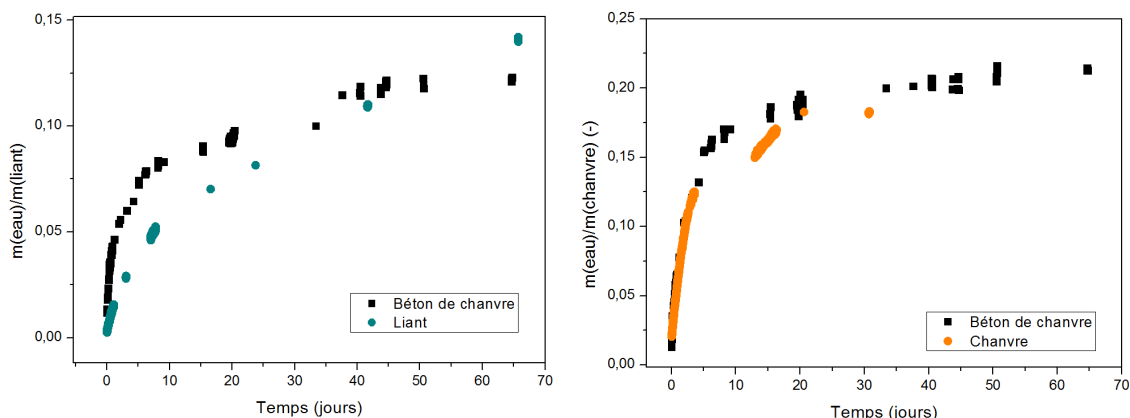 0,15
0,10
0,05
0,00
m(eau)/m(liant)
0 10 20 30 40 50 60 70
Temps (jours)
Béton de chanvre
Liant
0,25
0,20
0,15
0,10
0,05
0,00
m(eau)/m(chanvre) (-)
0 10 20 30 40 50 60 70
Temps (jours)
Béton de chanvre
Chanvre